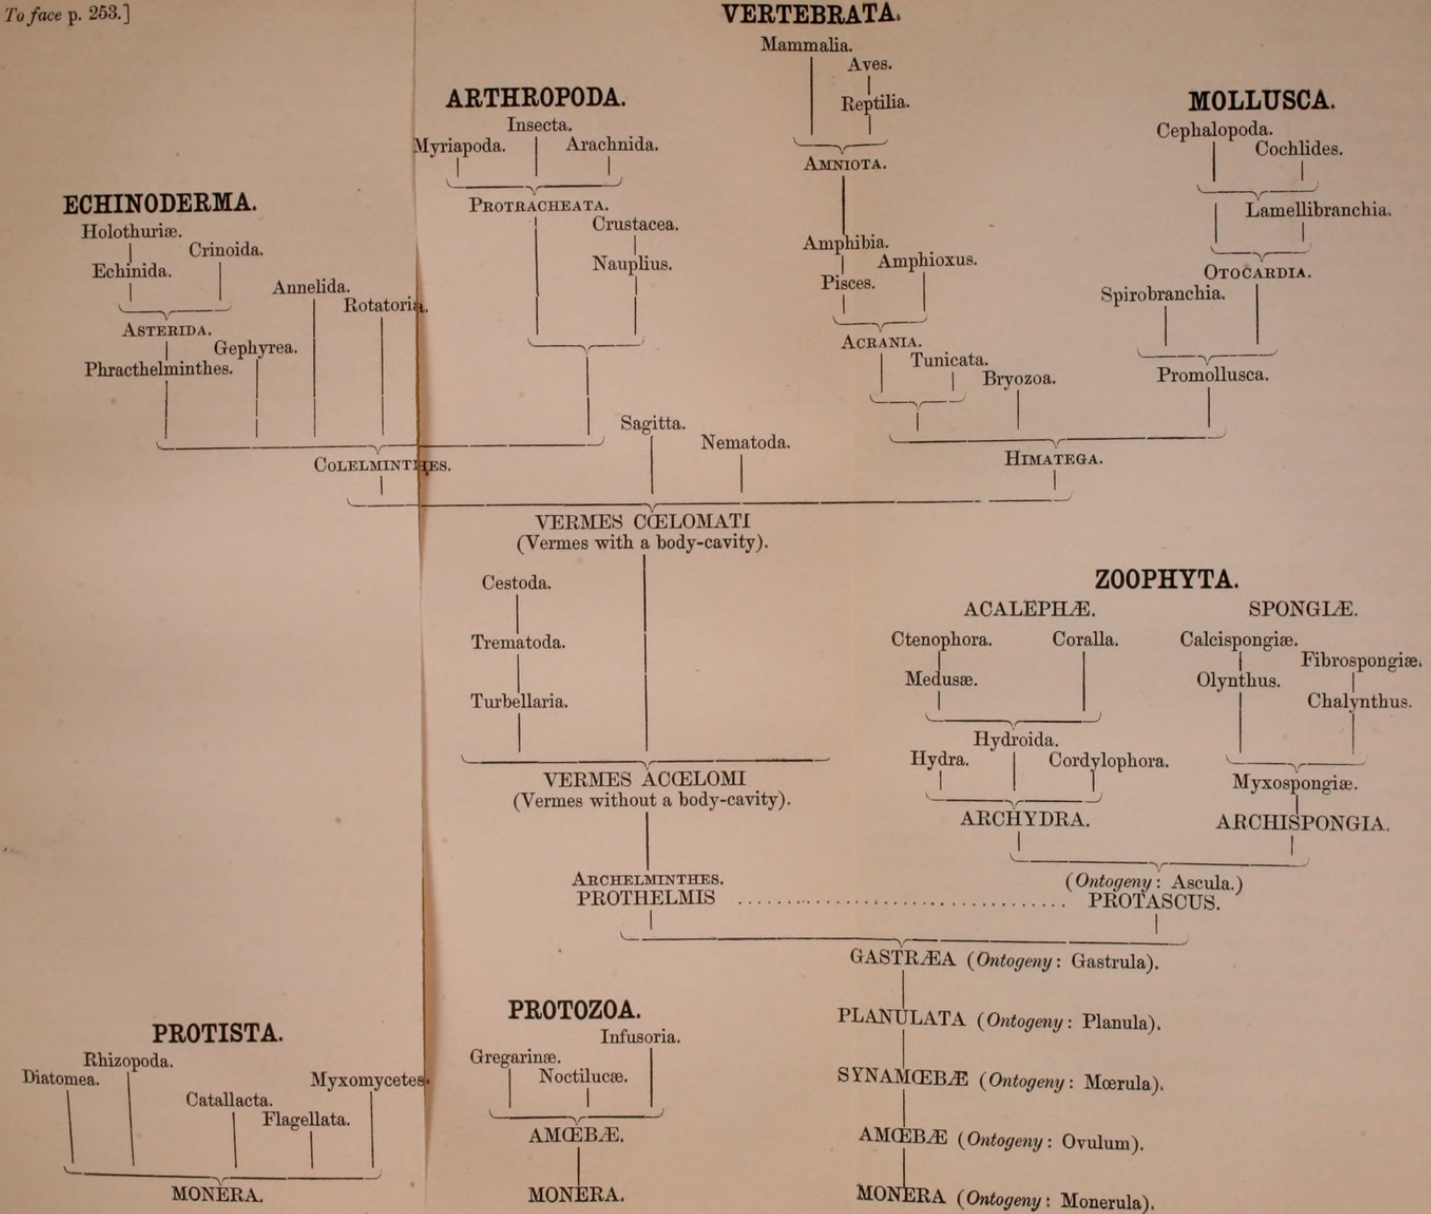 To face p. 253.]
VERTEBRATA.
Mammalia.
Aves.
Reptilia.
AMNIOTA.
Amphibia.
Amphioxus.
Pisces.
ACRANIA.
Tunicata.
Bryozoa.
ARTHROPODA.
Insecta.
Myriapoda. Arachnida.
PROTRACHEATA.
Crustacea.
Nauplius.
MOLLUSCA.
Cephalopoda.
Cochlides.
Lamellibranchia.
OTOCARDIA.
Spirobranchia.
Promollusca.
ECHINODERMA.
Holothuriæ.
Crinoida.
Echinida.
Annelida.
Rotatoria.
ASTERIDA.
Gephyrea.
Phracthelminthes.
Sagitta.
Nematoda.
COLELMINTHES.
HIMATEGA.
VERMES CŒLOMATI
(Vermes with a body-cavity).
Cestoda.
Trematoda.
Turbellaria.
VERMES ACŒLOMI
(Vermes without a body-cavity).
ZOOPHYTA.
ACALEPHÆ. SPONGIÆ.
Ctenophora. Coralla. Calcispongiæ.
Fibrospongiæ.
Medusæ. Olynthus.
Chalynthus.
Hydroida.
Hydra. Cordylophora.
Myxospongiæ.
ARCHYDRA. ARCHISPONGIA.
ARCHELMINTHES. (Ontogeny: Ascula.)
PROTHELMIS ........................................ PROTASCUS.
GASTRÆA (Ontogeny: Gastrula).
PLANULATA (Ontogeny: Planula).
SYNAMŒBÆ (Ontogeny: Mœrula).
AMŒBÆ (Ontogeny: Ovulum).
MONERA (Ontogeny: Monerula).
PROTOZOA.
Infusoria.
Gregarinæ.
Noctilucæ.
AMŒBÆ.
MONERA.
PROTISTA.
Rhizopoda.
Diatomea. Myxomycetes.
Catallacta.
Flagellata.
MONERA.